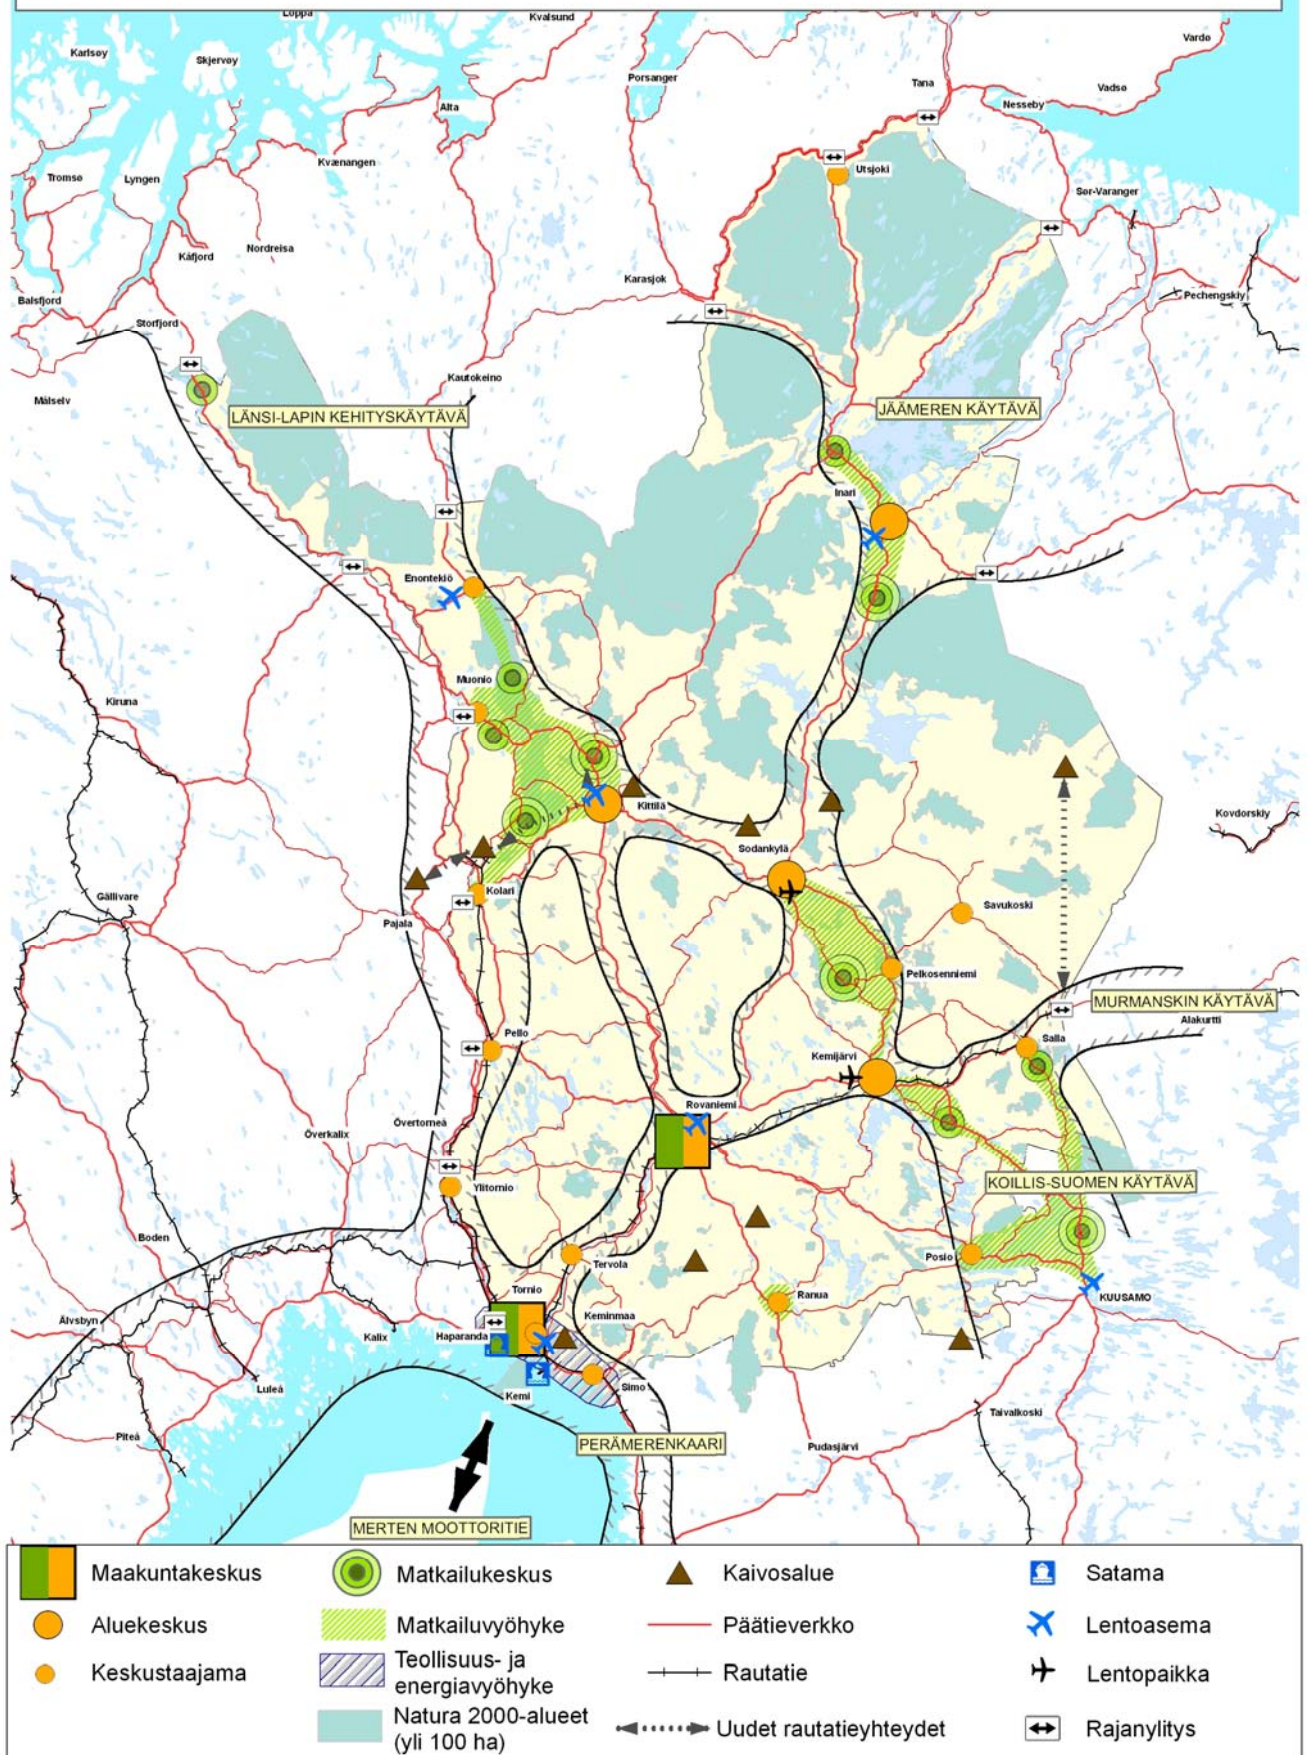 Loppa
Kvalsund
Vardø
Karlsøy
Skjervøy
Porsanger
Tana
Vadsø
Alta
Nesseby
Kvænangen
Utsjoki
Tromsø
Lyngen
Sør-Varanger
Nordreisa
Kåfjord
Karasjok
Balsfjord
Pechengskiy
Storfjord
Kautokeino
Målselv
LÄNSI-LAPIN KEHITYSKÄYTÄVÄ
JÄÄMEREN KÄYTÄVÄ
Inari
Enontekiö
Muonio
Kiruna
Kittilä
Kovdorskiy
Sodankylä
Kolari
Gällivare
Savukoski
Pajala
Pelkosenniemi
MURMANSKIN KÄYTÄVÄ
Alakurtti
Pello
Salla
Kemijärvi
Rovaniemi
Övertorneå
Överkalix
KOILLIS-SUOMEN KÄYTÄVÄ
Ylitornio
Boden
Posio
Tervola
Tornio
Ranua
KUUSAMO
Keminmaa
Älvsbyn
Kalix
Haparanda
Luleå
Simo
Kemi
Taivalkoski
Piteå
PERÄMERENKAARI
Pudasjärvi
MERTEN MOOTTORITIE
Maakuntakeskus
Matkailukeskus
Kaivosalue
Satama
Aluekeskus
Matkailuvyöhyke
Päätieverkko
Lentoasema
Keskustaajama
Teollisuus- ja
energiavyöhyke
Rautatie
Lentopaikka
Natura 2000-alueet
(yli 100 ha)
Uudet rautatieyhteydet
Rajanylitys